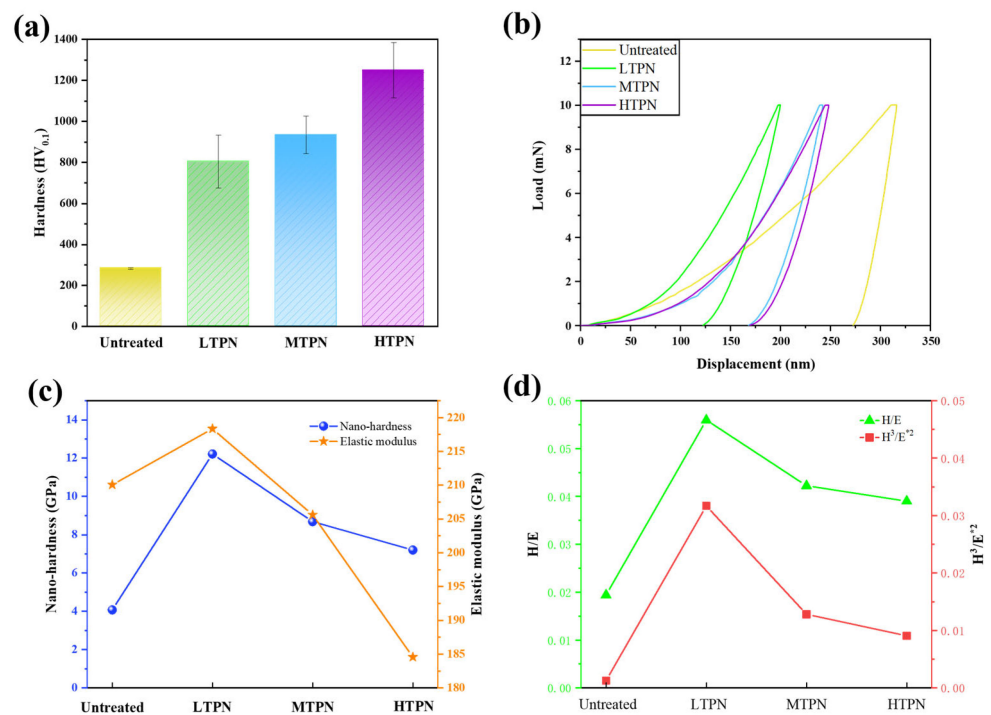 (a)
1400
1200
1000
800
600
400
200
0
Hardness (HV0.1)
Untreated LTPN MTPN HTPN
(b)
Untreated
LTPN
MTPN
HTPN
10
8
6
4
2
0
Load (mN)
0 50 100 150 200 250 300 350
Displacement (nm)
(c)
Nano-hardness
Elastic modulus
14
12
10
8
6
4
2
0
Nano-hardness (GPa)
220
215
210
205
200
195
190
185
180
Elastic modulus (GPa)
Untreated LTPN MTPN HTPN
(d)
H/E
H³/E*²
0.06
0.05
0.04
0.03
0.02
0.01
0.00
H/E
0.05
0.04
0.03
0.02
0.01
0.00
H³/E*²
Untreated LTPN MTPN HTPN